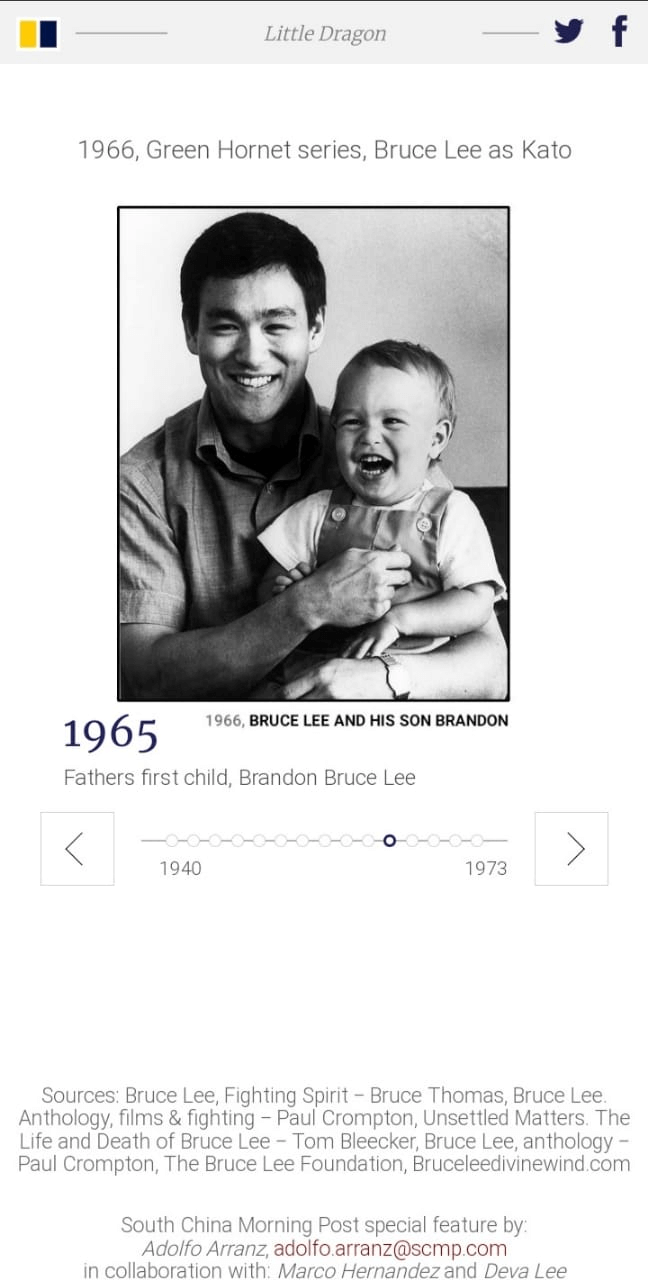 Little Dragon
1966, Green Hornet series, Bruce Lee as Kato
1966, BRUCE LEE AND HIS SON BRANDON
1965
Fathers first child, Brandon Bruce Lee
1940
1973
Sources: Bruce Lee, Fighting Spirit – Bruce Thomas, Bruce Lee.
Anthology, films & fighting – Paul Crompton, Unsettled Matters. The
Life and Death of Bruce Lee – Tom Bleecker, Bruce Lee, anthology –
Paul Crompton, The Bruce Lee Foundation, Bruceleedivinewind.com
South China Morning Post special feature by:
Adolfo Arranz, adolfo.arranz@scmp.com
in collaboration with: Marco Hernandez and Deva Lee